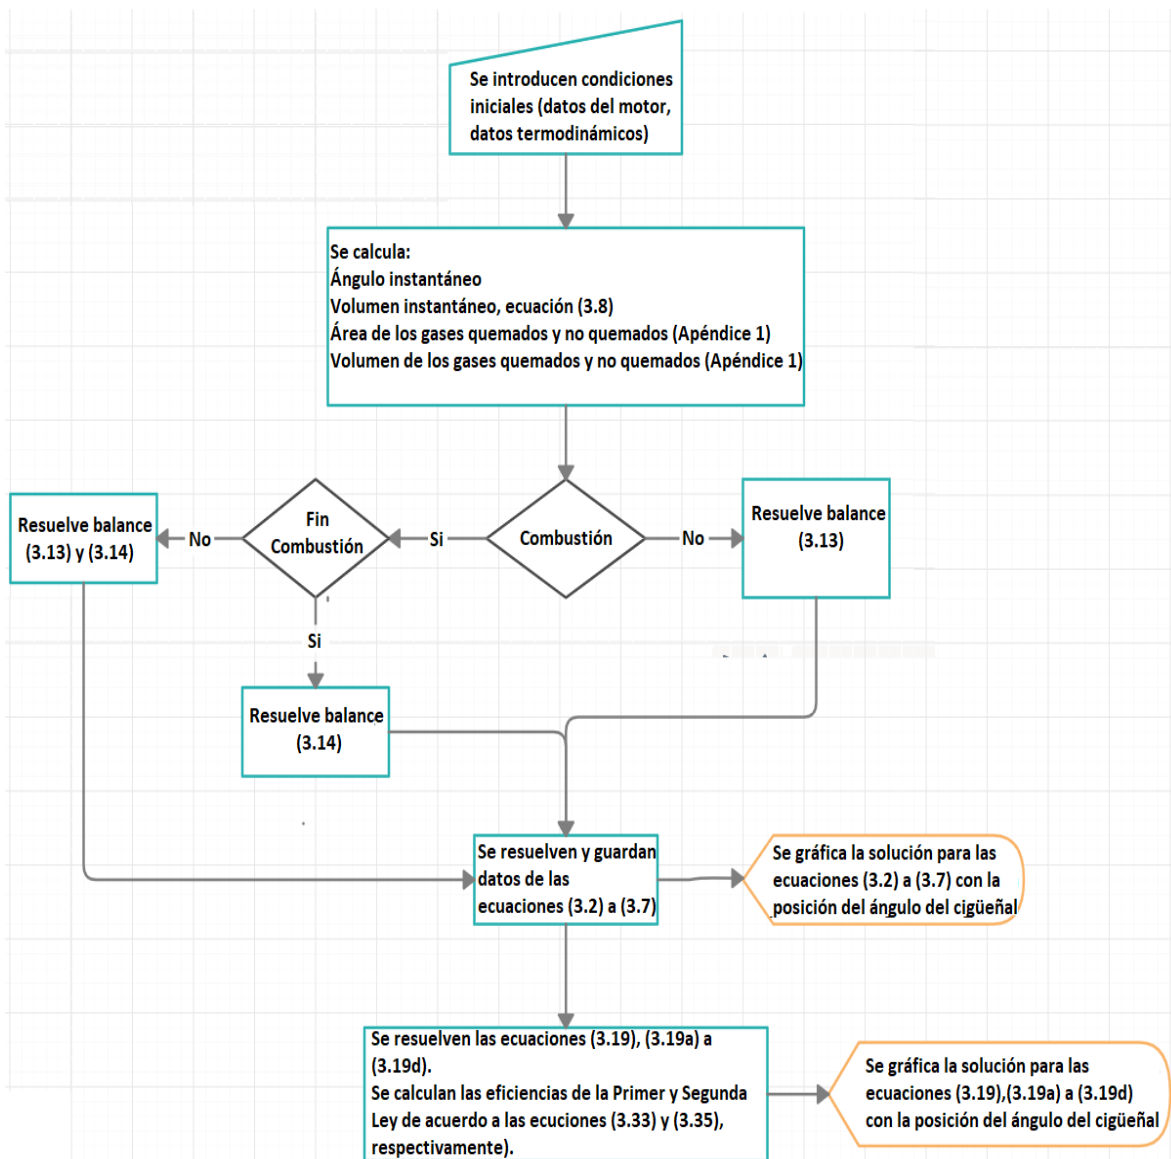 Se introducen condiciones
iniciales (datos del motor,
datos termodinámicos)
Se calcula:
Ángulo instantáneo
Volumen instantáneo, ecuación (3.8)
Área de los gases quemados y no quemados (Apéndice 1)
Volumen de los gases quemados y no quemados (Apéndice 1)
Resuelve balance
(3.13) y (3.14)
No
Fin
Combustión
Si
Combustión
No
Resuelve balance
(3.13)
Si
Resuelve balance
(3.14)
Se resuelven y guardan
datos de las
ecuaciones (3.2) a (3.7)
Se gráfica la solución para las
ecuaciones (3.2) a (3.7) con la
posición del ángulo del cigüeñal
Se resuelven las ecuaciones (3.19), (3.19a) a
(3.19d).
Se calculan las eficiencias de la Primer y Segunda
Ley de acuerdo a las ecuciones (3.33) y (3.35),
respectivamente).
Se gráfica la solución para las
ecuaciones (3.19),(3.19a) a (3.19d)
con la posición del ángulo del cigüeñal